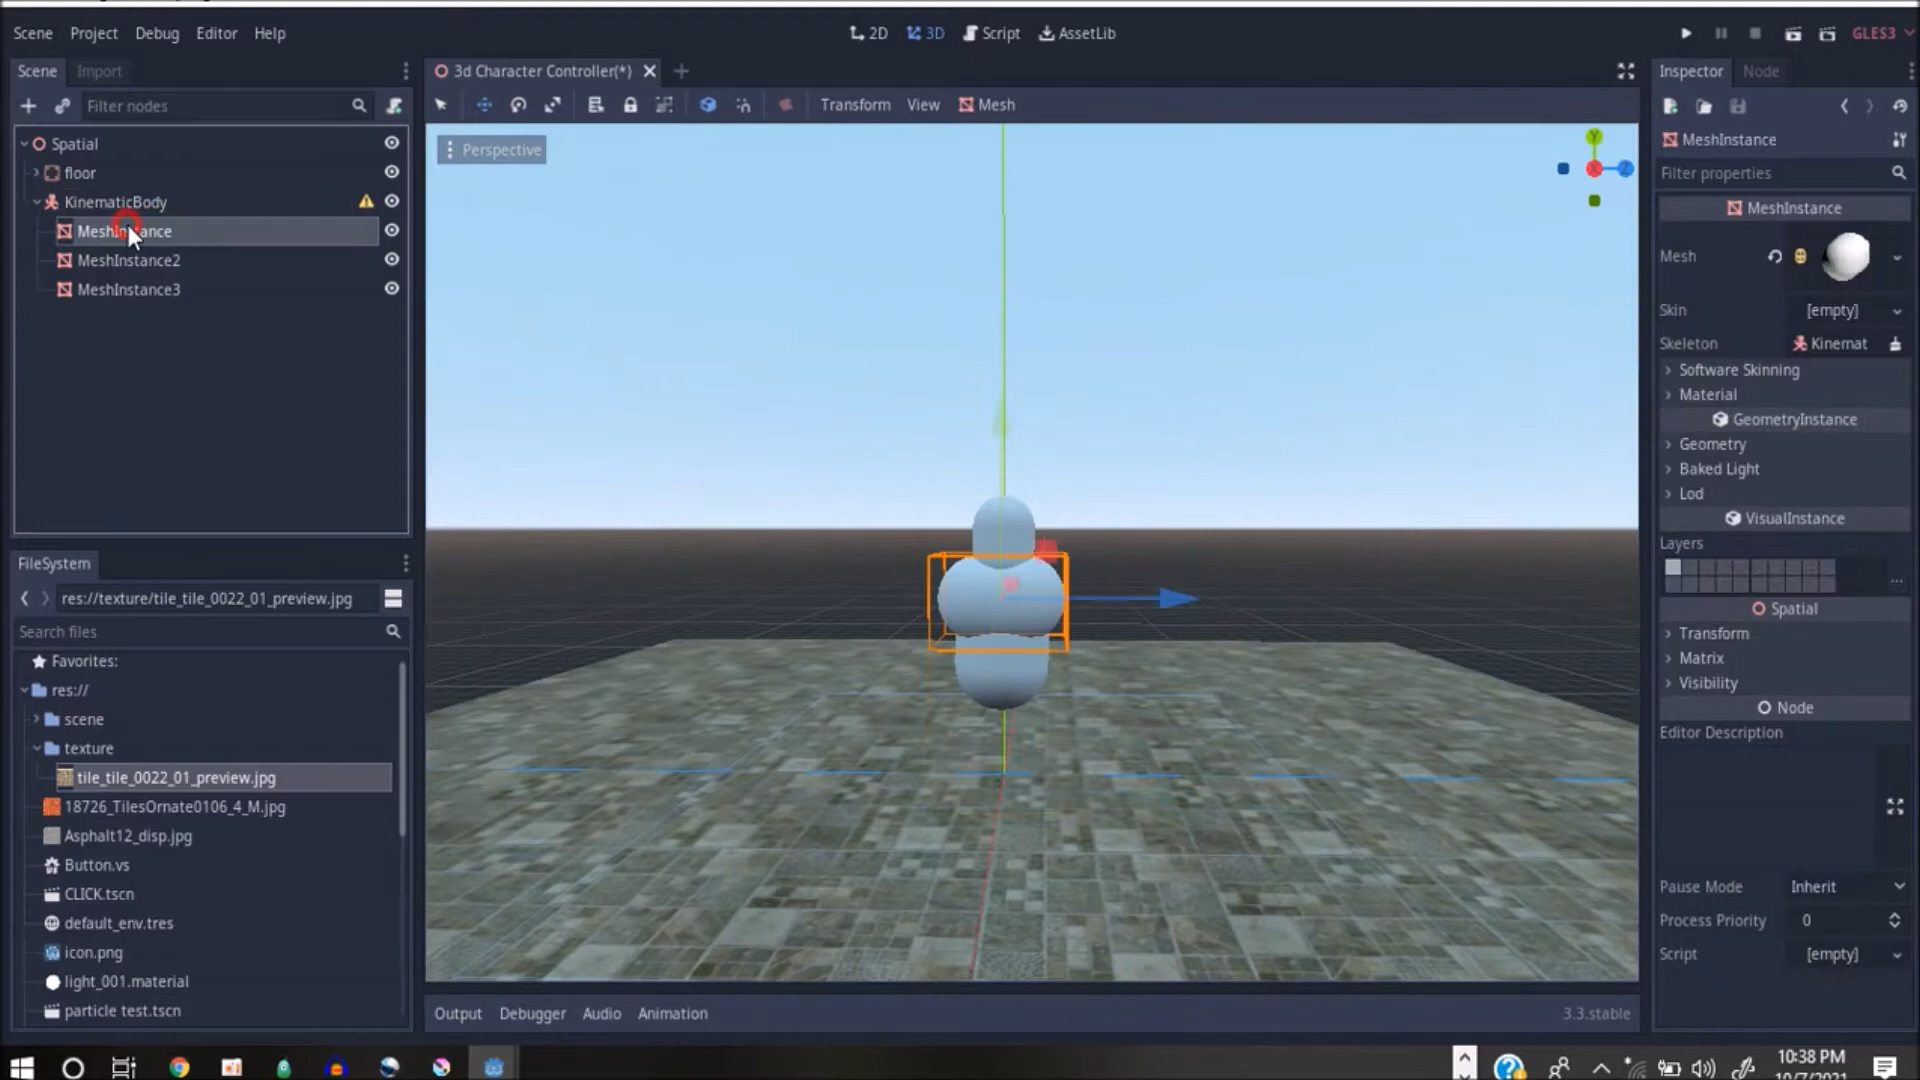 Scene Project Debug Editor Help
2D 3D Script AssetLib
GLES3
Scene Import
3d Character Controller(*)
Inspector Node
Filter nodes
Transform View Mesh
Perspective
Y
Z
Spatial
floor
KinematicBody
MeshInstance
MeshInstance2
MeshInstance3
MeshInstance
Filter properties
MeshInstance
Mesh
Skin [empty]
Skeleton Kinemat
Software Skinning
Material
GeometryInstance
Geometry
Baked Light
Lod
VisualInstance
Layers
Spatial
Transform
Matrix
Visibility
Node
Editor Description
Pause Mode Inherit
Process Priority 0
Script [empty]
FileSystem
res://texture/tile_tile_0022_01_preview.jpg
Search files
Favorites:
res://
scene
texture
tile_tile_0022_01_preview.jpg
18726_TilesOrnate0106_4_M.jpg
Asphalt12_disp.jpg
Button.vs
CLICK.tscn
default_env.tres
icon.png
light_001.material
particle test.tscn
Output Debugger Audio Animation
3.3.stable
10:38 PM
10/7/2021